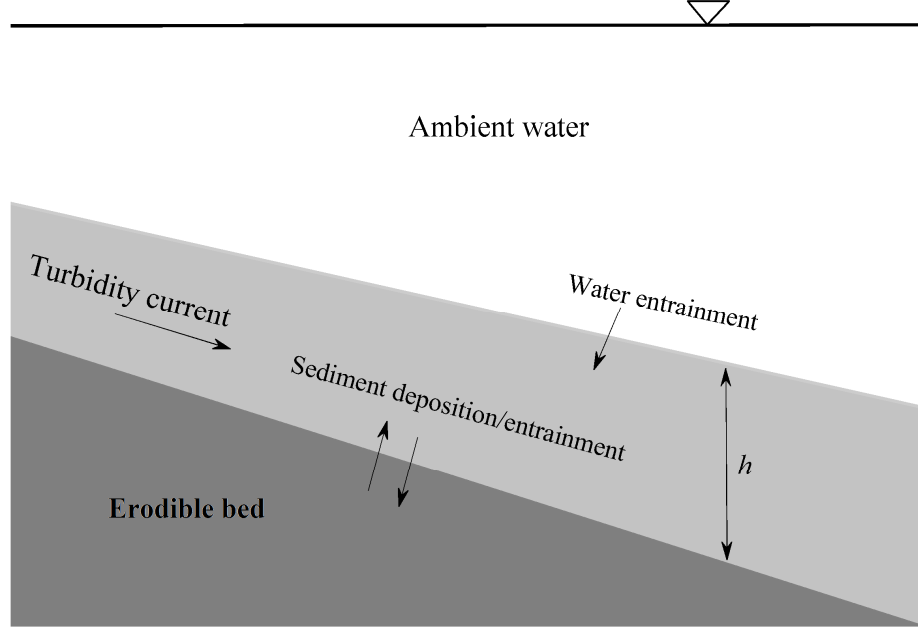 Ambient water
Water entrainment
Turbidity current
Sediment deposition/entrainment
h
Erodible bed